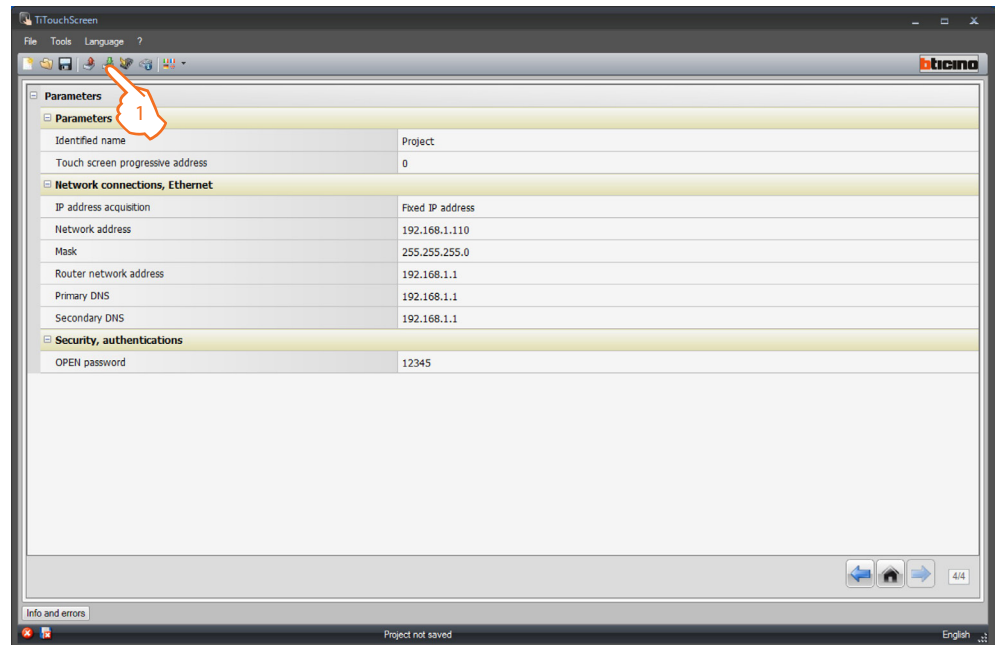 TiTouchScreen
File Tools Language ?
bticino
1
Parameters
Parameters
Identified name Project
Touch screen progressive address 0
Network connections, Ethernet
IP address acquisition Fixed IP address
Network address 192.168.1.110
Mask 255.255.255.0
Router network address 192.168.1.1
Primary DNS 192.168.1.1
Secondary DNS 192.168.1.1
Security, authentications
OPEN password 12345
4/4
Info and errors
Project not saved English